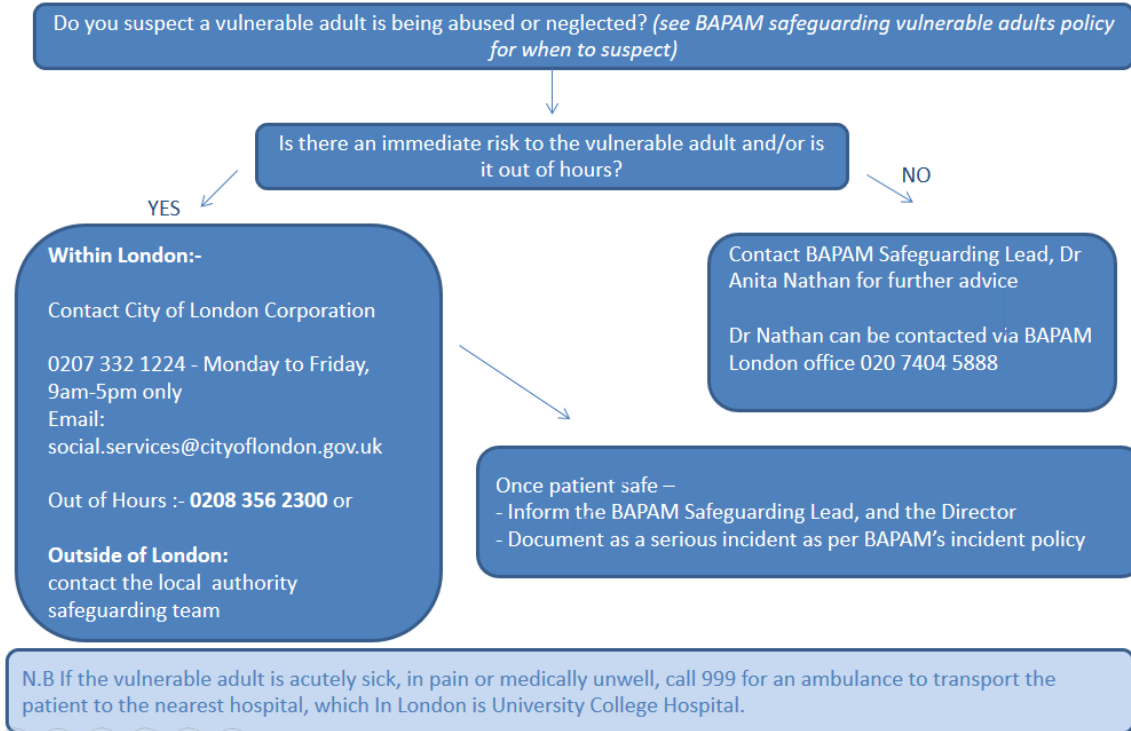 Do you suspect a vulnerable adult is being abused or neglected? (see BAPAM safeguarding vulnerable adults policy
for when to suspect)
Is there an immediate risk to the vulnerable adult and/or is
it out of hours?
YES
NO
Within London:-
Contact City of London Corporation
0207 332 1224 - Monday to Friday,
9am-5pm only
Email:
social.services@cityoflondon.gov.uk
Out of Hours :- 0208 356 2300 or
Outside of London:
contact the local  authority
safeguarding team
Contact BAPAM Safeguarding Lead, Dr
Anita Nathan for further advice
Dr Nathan can be contacted via BAPAM
London office 020 7404 5888
Once patient safe –
- Inform the BAPAM Safeguarding Lead, and the Director
- Document as a serious incident as per BAPAM’s incident policy
N.B If the vulnerable adult is acutely sick, in pain or medically unwell, call 999 for an ambulance to transport the
patient to the nearest hospital, which In London is University College Hospital.